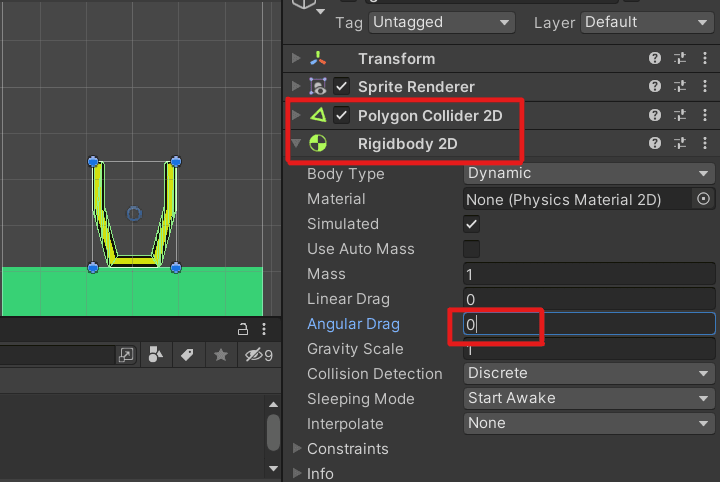 Tag Untagged Layer Default
Transform
Sprite Renderer
Polygon Collider 2D
Rigidbody 2D
Body Type Dynamic
Material None (Physics Material 2D)
Simulated
Use Auto Mass
Mass 1
Linear Drag 0
Angular Drag 0
Gravity Scale 1
Collision Detection Discrete
Sleeping Mode Start Awake
Interpolate None
Constraints
Info
9